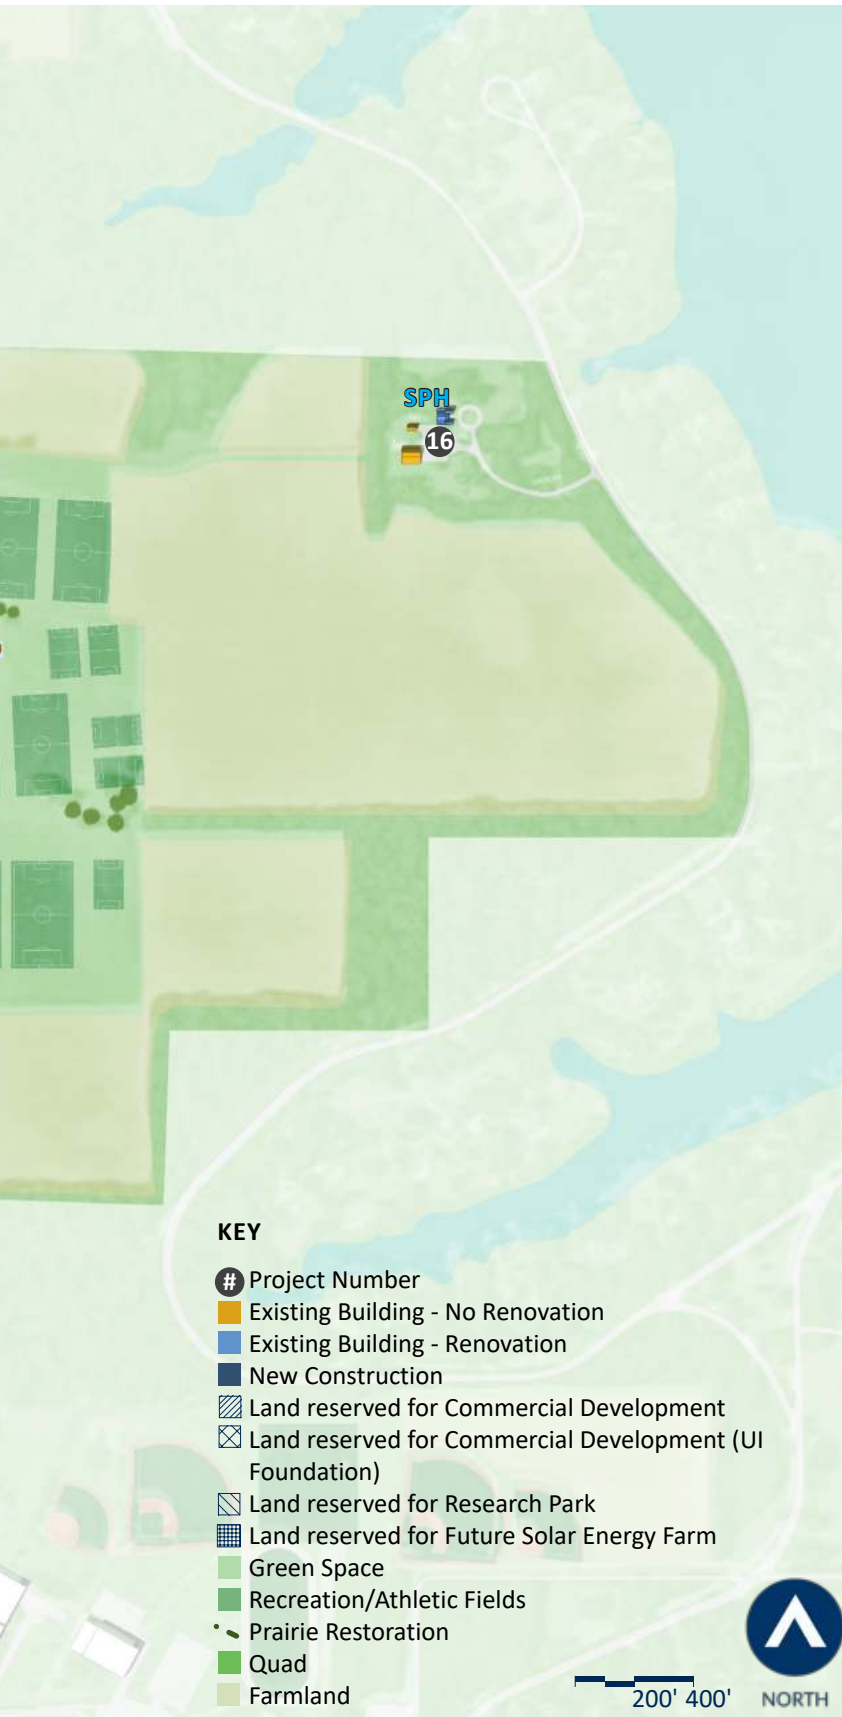 SPH
16
KEY
# Project Number
Existing Building - No Renovation
Existing Building - Renovation
New Construction
Land reserved for Commercial Development
Land reserved for Commercial Development (UI
Foundation)
Land reserved for Research Park
Land reserved for Future Solar Energy Farm
Green Space
Recreation/Athletic Fields
Prairie Restoration
Quad
Farmland
200' 400'
NORTH